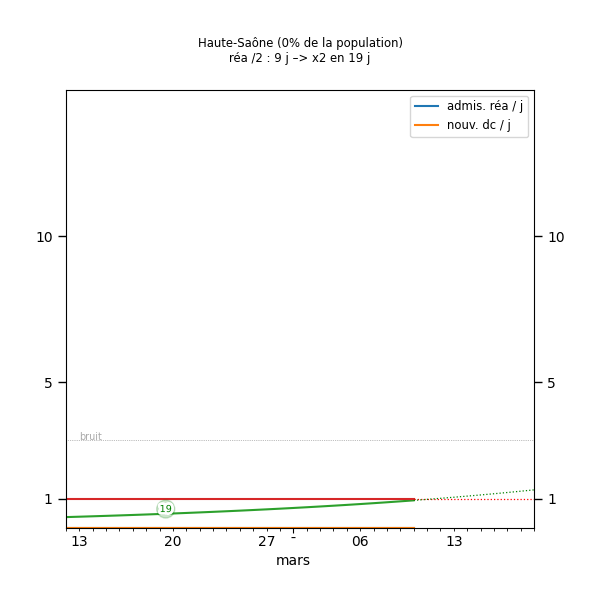 Haute-Saône (0% de la population)
réa /2 : 9 j –> x2 en 19 j
admis. réa / j
nouv. dc / j
10 10
5 5
bruit
1 1
19
13 20 27 - 06 13
mars